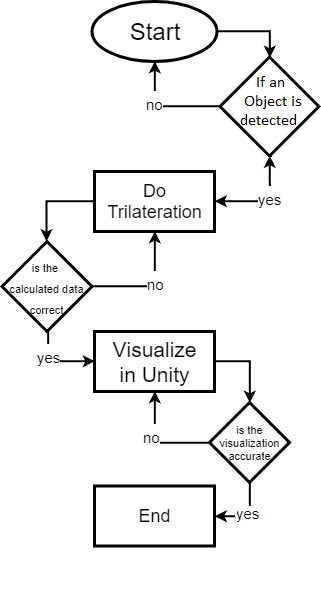 Start
If an
Object is
detected
no
yes
Do
Trilateration
is the
calculated data
correct
no
yes
Visualize
in Unity
is the
visualization
accurate
no
yes
End